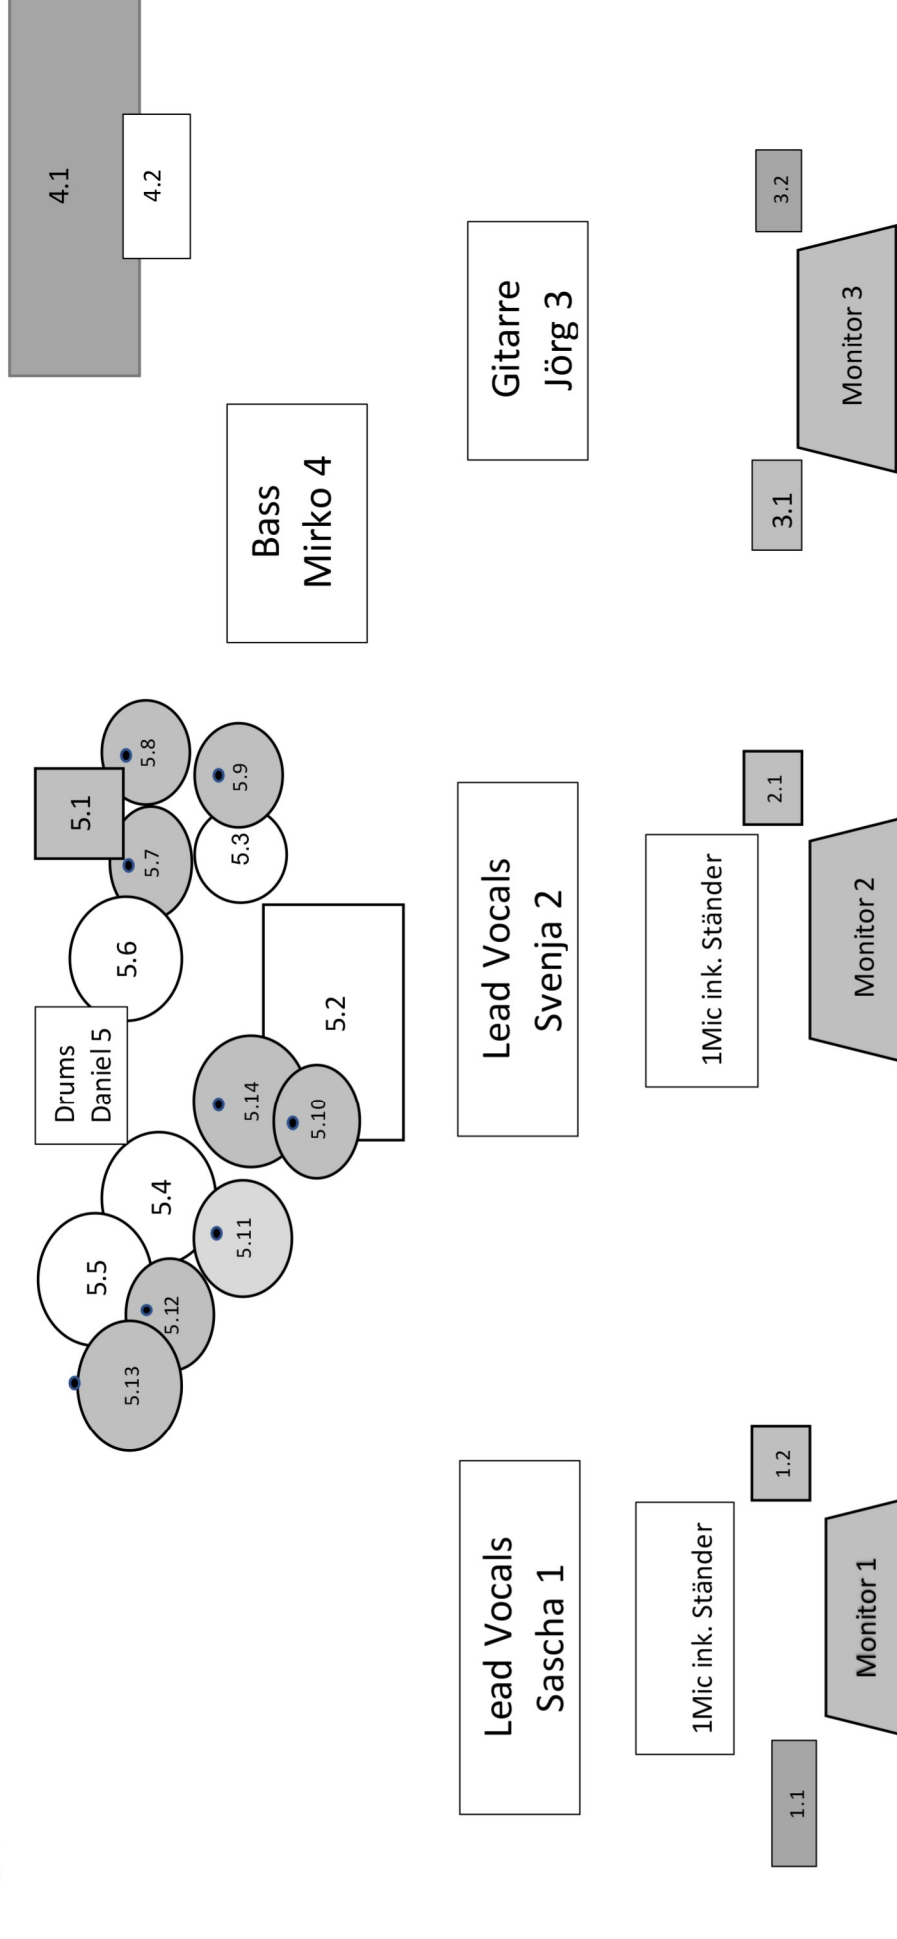 4.1
4.2
5.1
5.8
5.7
5.9
5.3
5.6
Drums
Daniel 5
5.2
5.14
5.10
5.4
5.11
5.5
5.12
5.13
Bass
Mirko 4
Gitarre
Jörg 3
Lead Vocals
Svenja 2
Lead Vocals
Sascha 1
1Mic ink. Ständer
1Mic ink. Ständer
3.2
3.1
2.1
1.2
1.1
Monitor 3
Monitor 2
Monitor 1